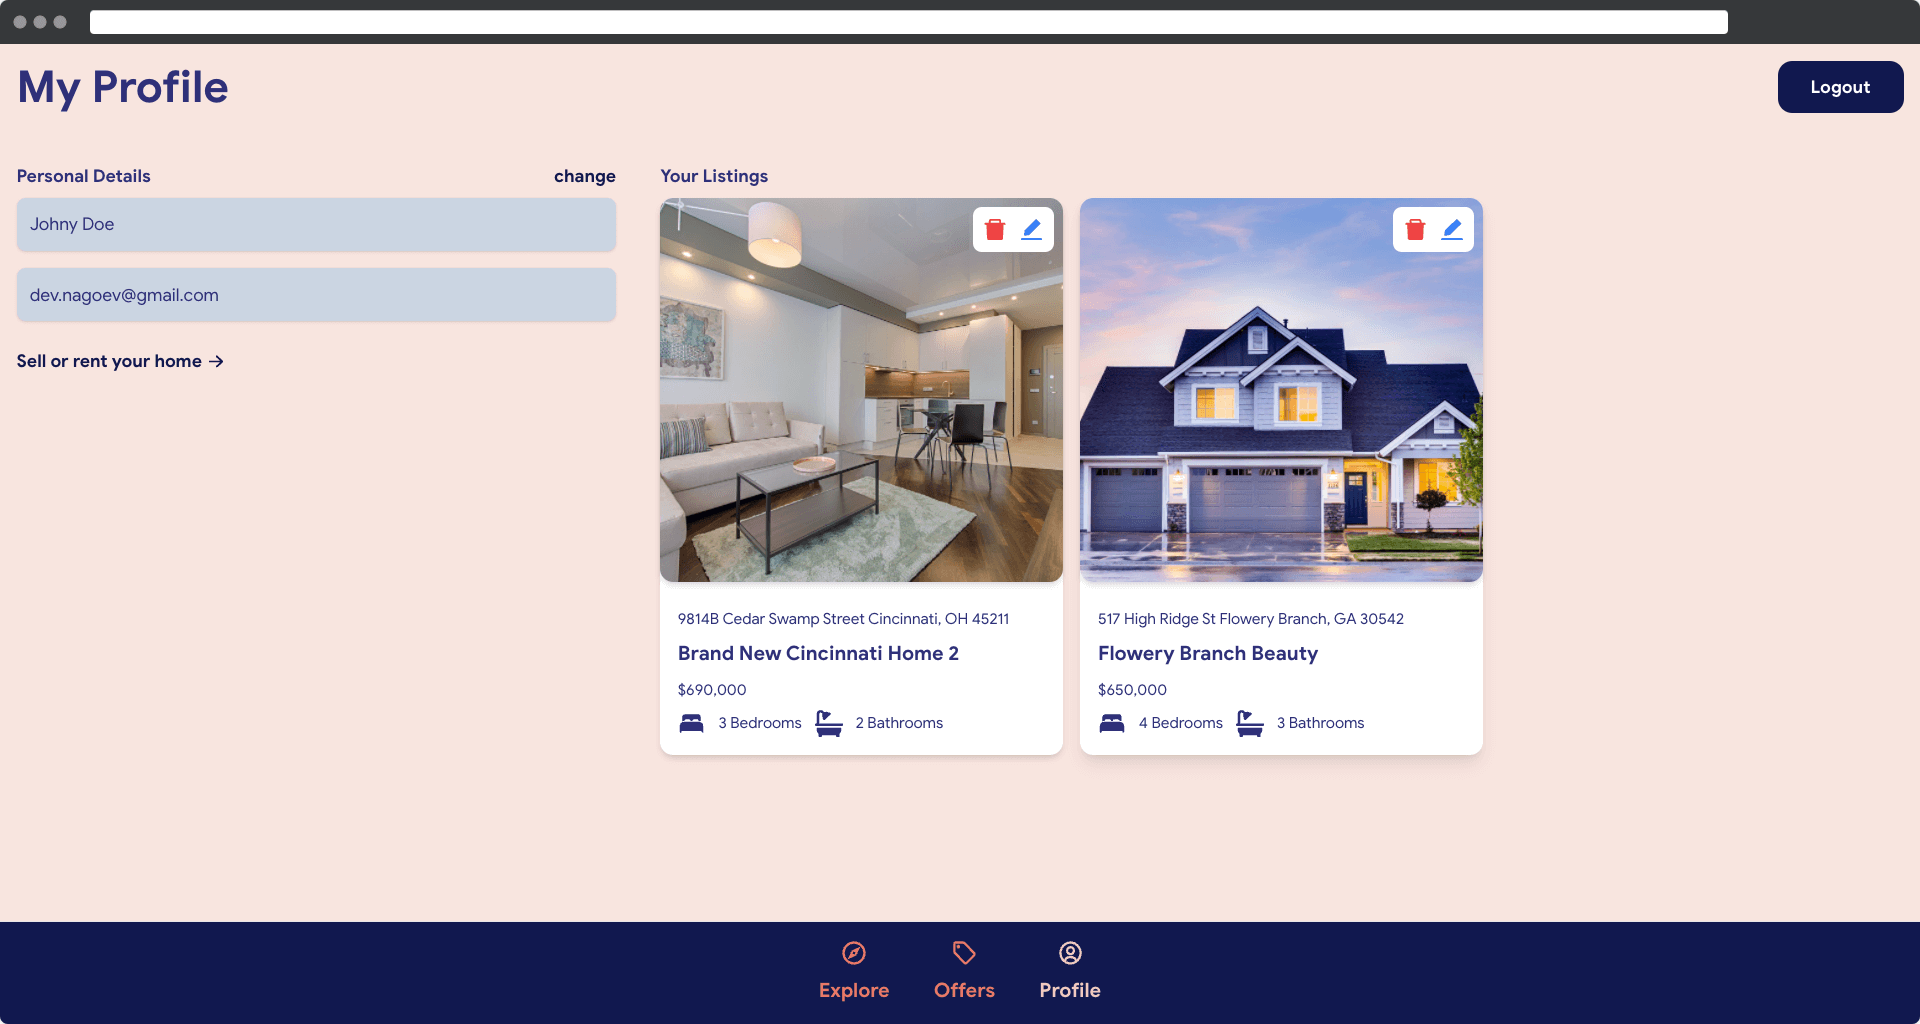 My Profile
Logout
Personal Details
change
Johny Doe
dev.nagoev@gmail.com
Sell or rent your home →
Your Listings
9814B Cedar Swamp Street Cincinnati, OH 45211
Brand New Cincinnati Home 2
$690,000
3 Bedrooms 2 Bathrooms
517 High Ridge St Flowery Branch, GA 30542
Flowery Branch Beauty
$650,000
4 Bedrooms 3 Bathrooms
Explore Offers Profile